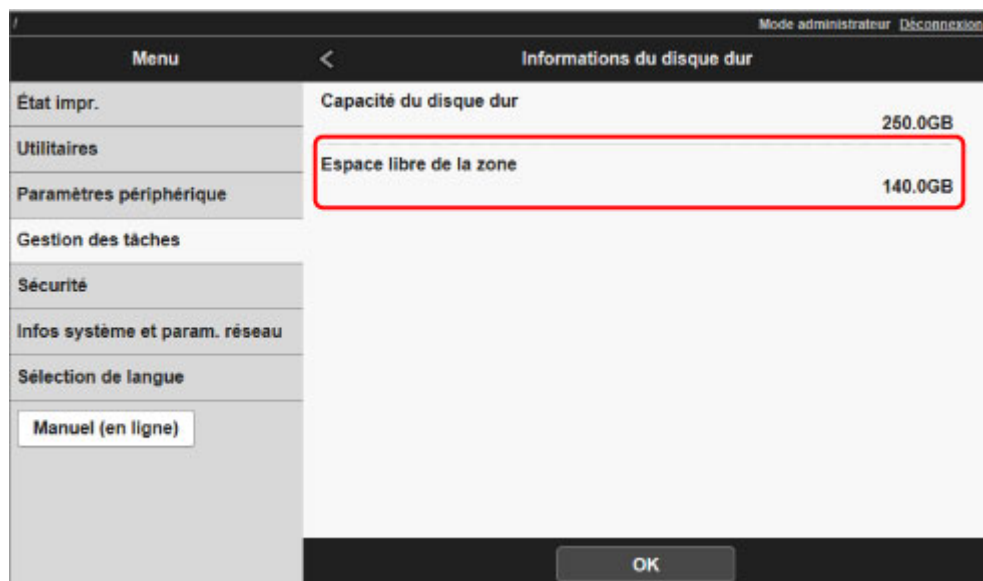 /
Mode administrateur Déconnexion
Menu
< Informations du disque dur
État impr.
Utilitaires
Paramètres périphérique
Gestion des tâches
Sécurité
Infos système et param. réseau
Sélection de langue
Manuel (en ligne)
Capacité du disque dur
250.0GB
Espace libre de la zone
140.0GB
OK